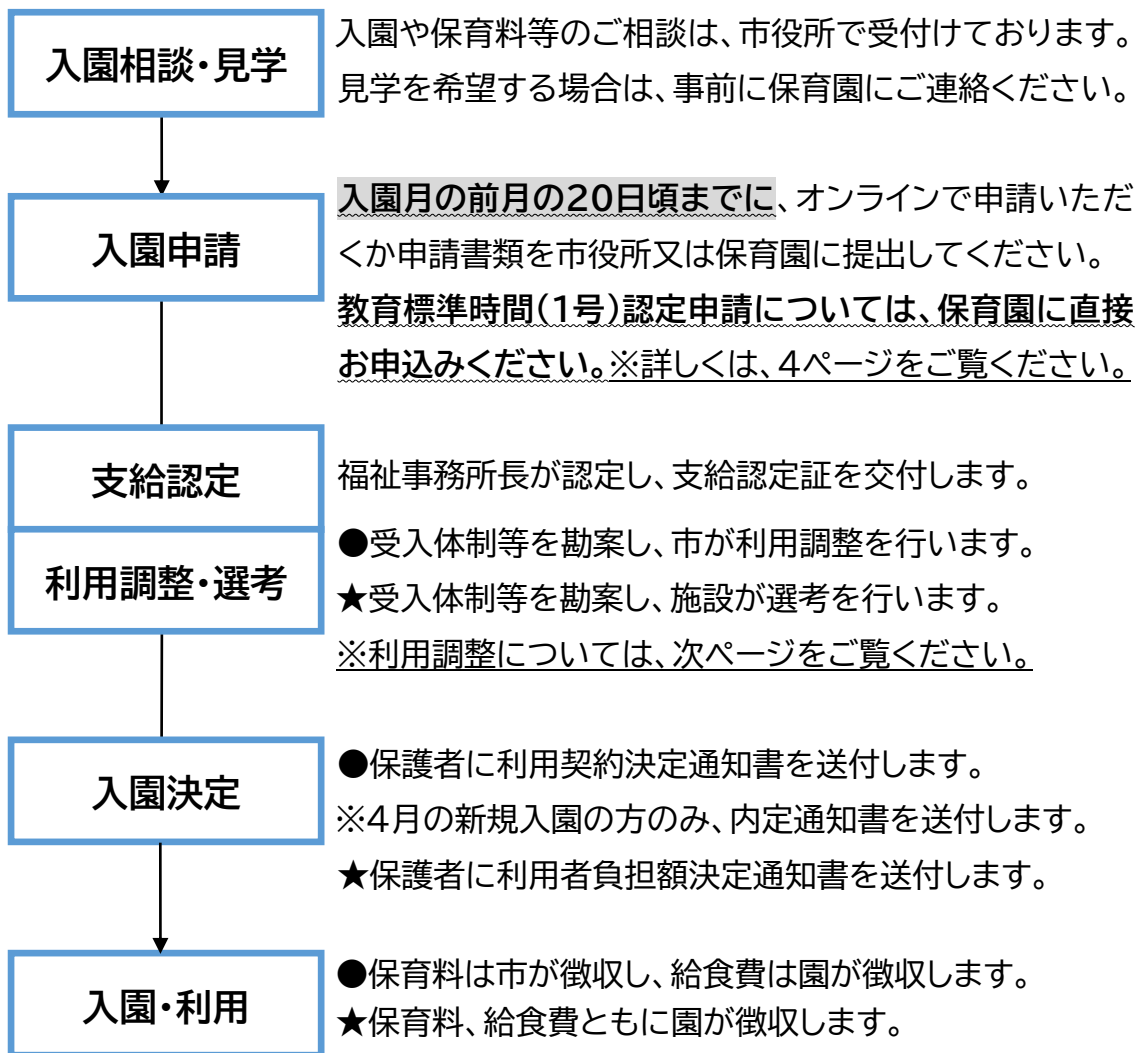 入園相談・見学
入園や保育料等のご相談は、市役所で受付けております。
見学を希望する場合は、事前に保育園にご連絡ください。
入園申請
入園月の前月の20日頃までに、オンラインで申請いただ
くか申請書類を市役所又は保育園に提出してください。
教育標準時間(1号)認定申請については、保育園に直接
お申込みください。※詳しくは、4ページをご覧ください。
支給認定
福祉事務所長が認定し、支給認定証を交付します。
利用調整・選考
●受入体制等を勘案し、市が利用調整を行います。
★受入体制等を勘案し、施設が選考を行います。
※利用調整については、次ページをご覧ください。
入園決定
●保護者に利用契約決定通知書を送付します。
※4月の新規入園の方のみ、内定通知書を送付します。
★保護者に利用者負担額決定通知書を送付します。
入園・利用
●保育料は市が徴収し、給食費は園が徴収します。
★保育料、給食費ともに園が徴収します。